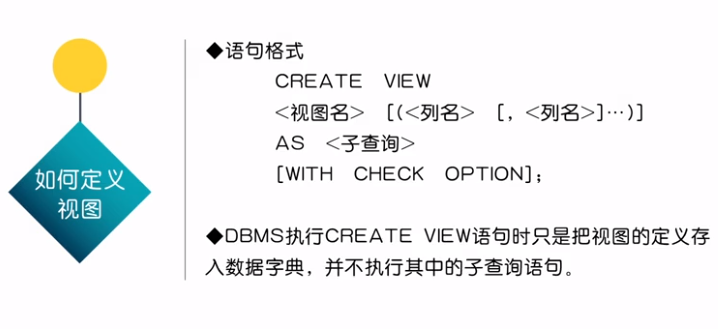 如何定义
视图
◆语句格式
CREATE VIEW
<视图名> [(<列名> [, <列名>]…)]
AS <子查询>
[WITH CHECK OPTION];
◆DBMS执行CREATE VIEW语句时只是把视图的定义存
入数据字典，并不执行其中的子查询语句。